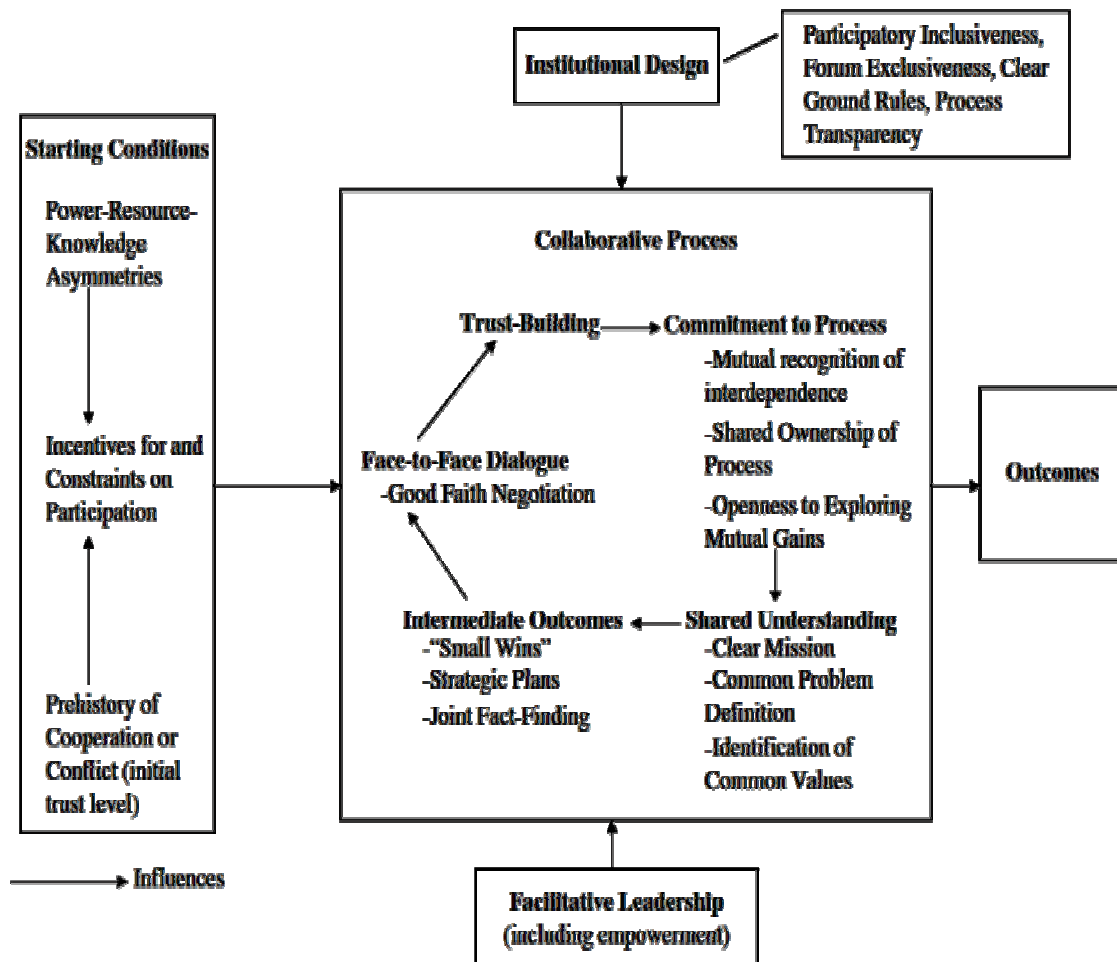 Institutional Design
Participatory Inclusiveness,
Forum Exclusiveness, Clear
Ground Rules, Process
Transparency
Starting Conditions
Power-Resource-
Knowledge
Asymmetries
Incentives for and
Constraints on
Participation
Prehistory of
Cooperation or
Conflict (initial
trust level)
Collaborative Process
Trust-Building
Commitment to Process
-Mutual recognition of
interdependence
-Shared Ownership of
Process
-Openness to Exploring
Mutual Gains
Face-to-Face Dialogue
-Good Faith Negotiation
Intermediate Outcomes
-“Small Wins”
-Strategic Plans
-Joint Fact-Finding
Shared Understanding
-Clear Mission
-Common Problem
Definition
-Identification of
Common Values
Outcomes
Influences
Facilitative Leadership
(including empowerment)